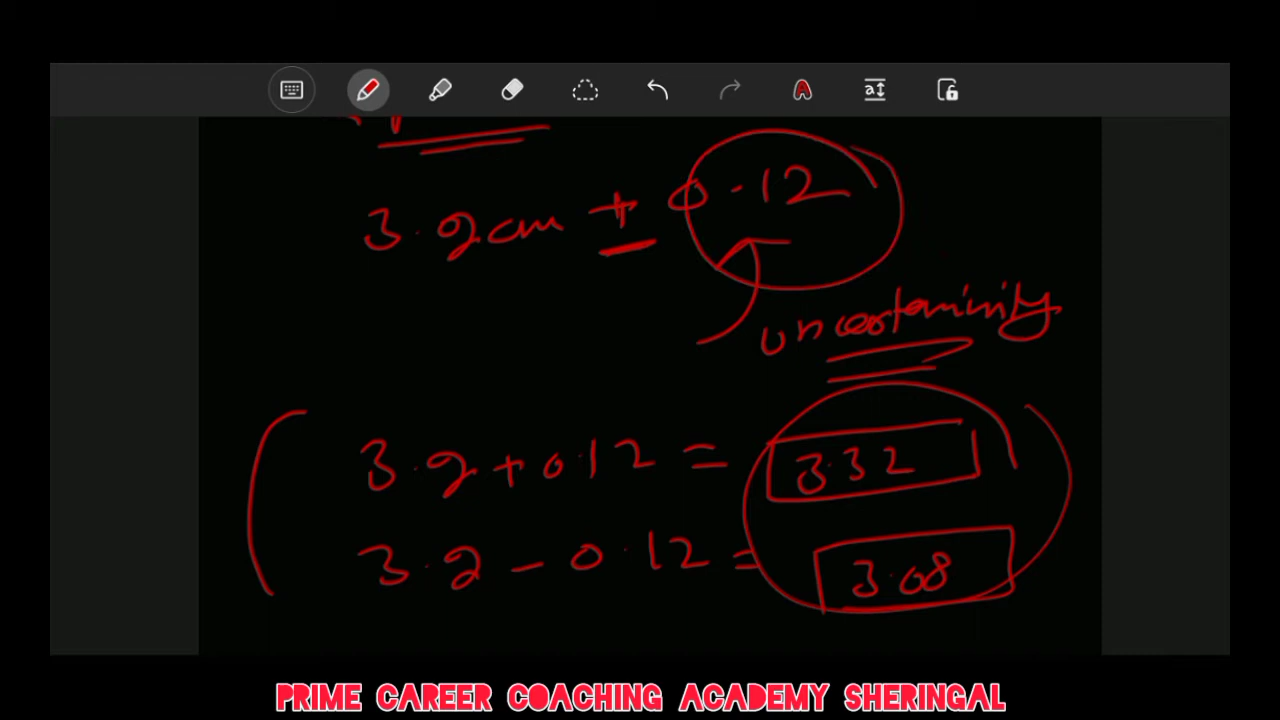 3.2cm ± 0.12
uncertaninity
3.2+0.12= 3.32
3.2-0.12= 3.08
PRIME CAREER COACHING ACADEMY SHERINGAL